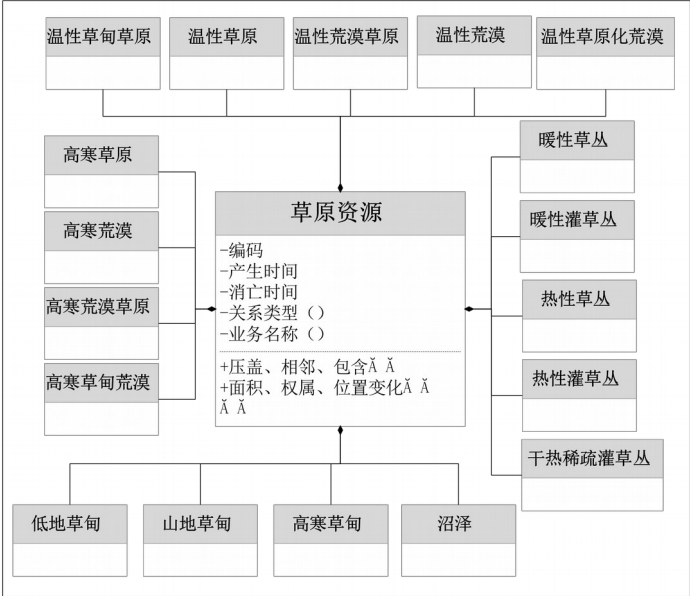 温性草甸草原
温性草原
温性荒漠草原
温性荒漠
温性草原化荒漠
高寒草原
高寒荒漠
高寒荒漠草原
高寒草甸荒漠
草原资源
-编码
-产生时间
-消亡时间
-关系类型（）
-业务名称（）
+压盖、相邻、包含Ă Ă
+面积、权属、位置变化Ă Ă
Ă Ă
暖性草丛
暖性灌草丛
热性草丛
热性灌草丛
干热稀疏灌草丛
低地草甸
山地草甸
高寒草甸
沼泽